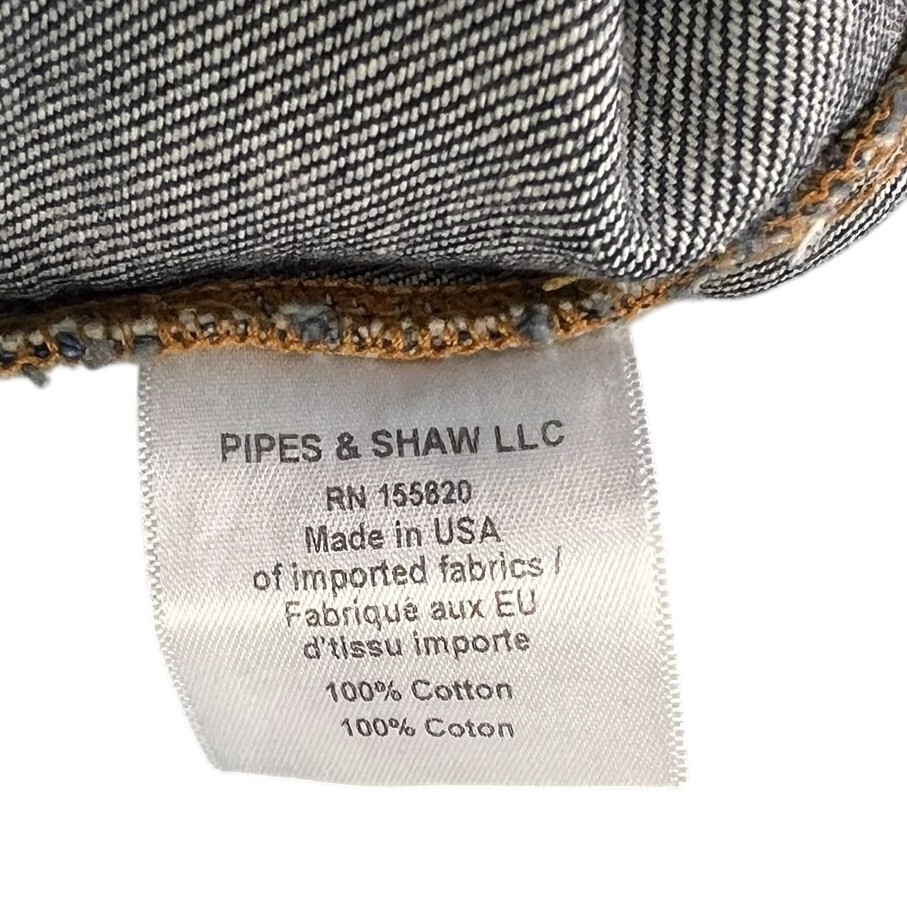 PIPES & SHAW LLC
RN 155820
Made in USA
of imported fabrics /
Fabriqué aux EU
d'tissu importe
100% Cotton
100% Coton